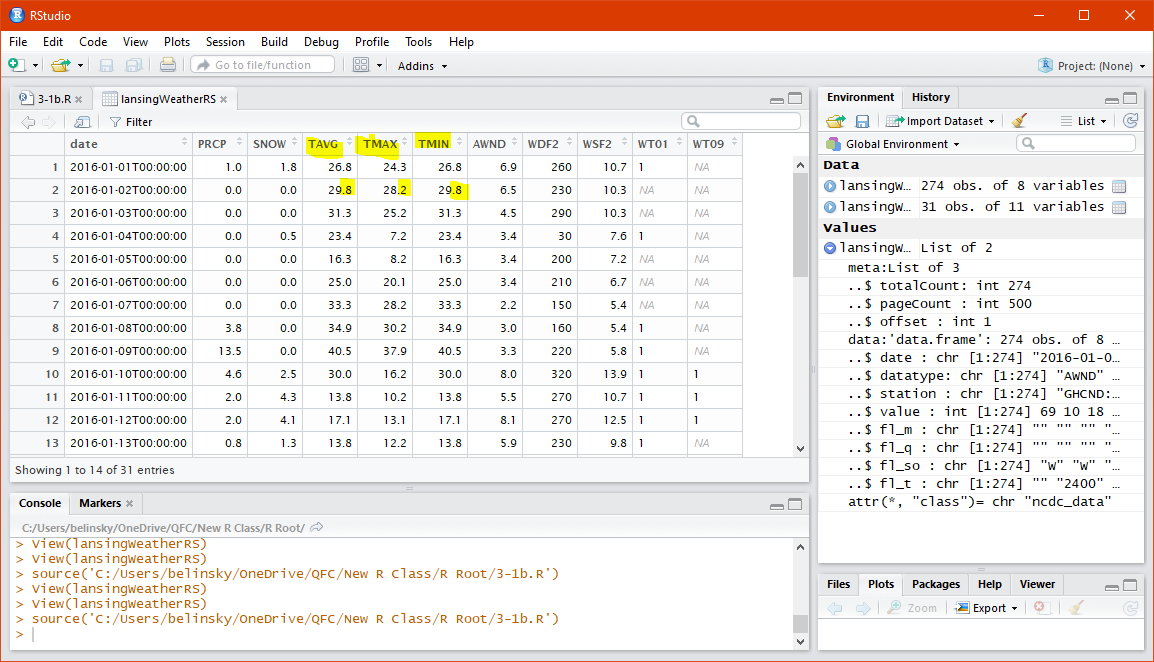 RStudio
File Edit Code View Plots Session Build Debug Profile Tools Help
Go to file/function Addins Project: (None)
3-1b.R lansingWeatherRS
Filter
date PRCP SNOW TAVG TMAX TMIN AWND WDF2 WSF2 WT01 WT09
1 2016-01-01T00:00:00 1.0 1.8 26.8 24.3 26.8 6.9 260 10.7 1 NA
2 2016-01-02T00:00:00 0.0 0.0 29.8 28.2 29.8 6.5 230 10.3 NA NA
3 2016-01-03T00:00:00 0.0 0.0 31.3 25.2 31.3 4.5 290 10.3 NA NA
4 2016-01-04T00:00:00 0.0 0.5 23.4 7.2 23.4 3.4 30 7.6 1 NA
5 2016-01-05T00:00:00 0.0 0.0 16.3 8.2 16.3 3.4 200 7.2 NA NA
6 2016-01-06T00:00:00 0.0 0.0 25.0 20.1 25.0 3.4 210 6.7 NA NA
7 2016-01-07T00:00:00 0.0 0.0 33.3 28.2 33.3 2.2 150 5.4 NA NA
8 2016-01-08T00:00:00 3.8 0.0 34.9 30.2 34.9 3.0 160 5.4 1 NA
9 2016-01-09T00:00:00 13.5 0.0 40.5 37.9 40.5 3.3 220 5.8 1 NA
10 2016-01-10T00:00:00 4.6 2.5 30.0 16.2 30.0 8.0 320 13.9 1 1
11 2016-01-11T00:00:00 2.0 4.3 13.8 10.2 13.8 5.5 270 10.7 1 1
12 2016-01-12T00:00:00 2.0 4.1 17.1 13.1 17.1 8.1 270 12.5 1 1
13 2016-01-13T00:00:00 0.8 1.3 13.8 12.2 13.8 5.9 230 9.8 1 NA
Showing 1 to 14 of 31 entries
Console Markers
C:/Users/belinsky/OneDrive/QFC/New R Class/R Root/
> View(lansingWeatherRS)
> View(lansingWeatherRS)
> source('C:/Users/belinsky/OneDrive/QFC/New R Class/R Root/3-1b.R')
> View(lansingWeatherRS)
> View(lansingWeatherRS)
> source('C:/Users/belinsky/OneDrive/QFC/New R Class/R Root/3-1b.R')
>
Environment History
Import Dataset List
Global Environment
Data
lansingW… 274 obs. of 8 variables
lansingW… 31 obs. of 11 variables
Values
lansingW… List of 2
meta:List of 3
..$ totalCount: int 274
..$ pageCount : int 500
..$ offset : int 1
data:'data.frame': 274 obs. of 8 …
..$ date : chr [1:274] "2016-01-0…
..$ datatype: chr [1:274] "AWND" …
..$ station : chr [1:274] "GHCND:…
..$ value : int [1:274] 69 10 18 …
..$ fl_m : chr [1:274] "" "" "" "…
..$ fl_q : chr [1:274] "" "" "" "…
..$ fl_so : chr [1:274] "W" "W" "…
..$ fl_t : chr [1:274] "" "2400" …
attr(*, "class")= chr "ncdc_data"
Files Plots Packages Help Viewer
Zoom Export